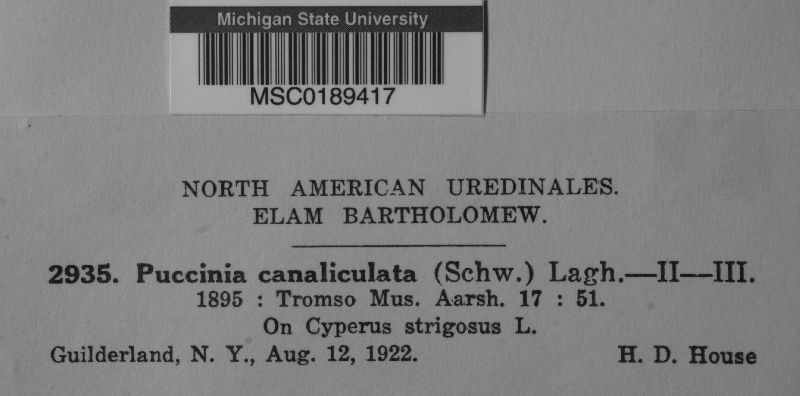 Michigan State University
MSC0189417
NORTH AMERICAN UREDINALES.
ELAM BARTHOLOMEW.
2935. Puccinia canaliculata (Schw.) Lagh.—II—III.
1895 : Tromso Mus. Aarsh. 17 : 51.
On Cyperus strigosus L.
Guilderland, N. Y., Aug. 12, 1922. H. D. House